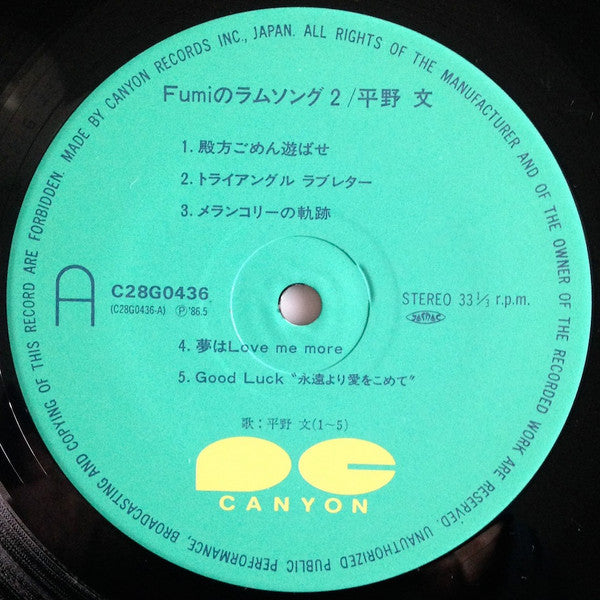 MADE BY CANYON RECORDS INC., JAPAN. ALL RIGHTS OF THE MANUFACTURER AND OF THE OWNER OF THE RECORDED WORK ARE RESERVED. UNAUTHORIZED PUBLIC PERFORMANCE, BROADCASTING AND COPYING OF THIS RECORD ARE FORBIDDEN.
Fumiのラムソング 2 / 平野 文
1. 殿方ごめん遊ばせ
2. トライアングル ラブレター
3. メランコリーの軌跡
A
C28G0436
(C28G0436-A) Ⓟ'86.5
STEREO 33⅓ r.p.m.
JASRAC
4. 夢はLove me more
5. Good Luck “永遠より愛をこめて”
歌：平野 文(1～5)
PC
CANYON